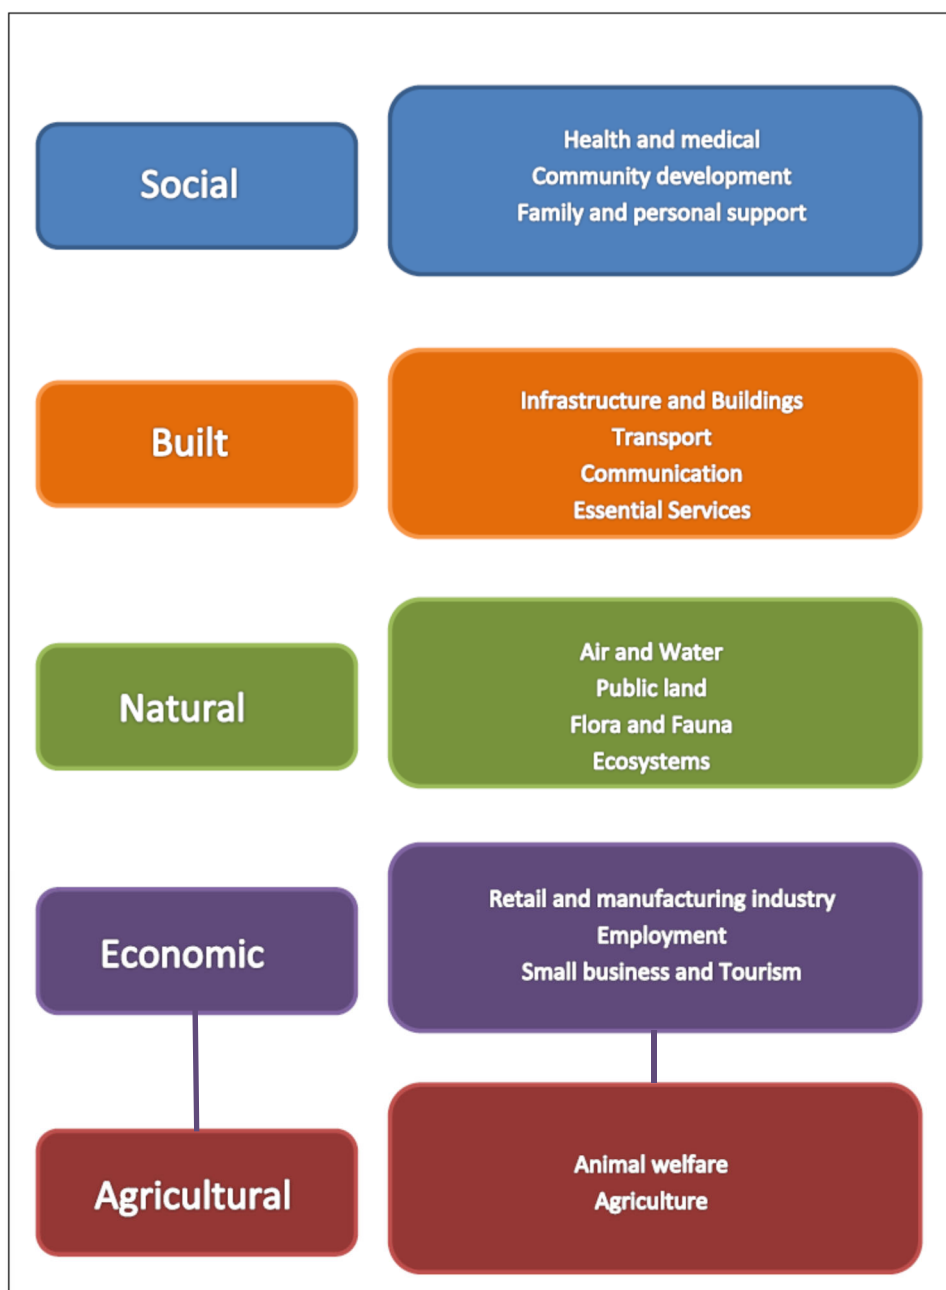 Social
Health and medical
Community development
Family and personal support
Built
Infrastructure and Buildings
Transport
Communication
Essential Services
Natural
Air and Water
Public land
Flora and Fauna
Ecosystems
Economic
Retail and manufacturing industry
Employment
Small business and Tourism
Agricultural
Animal welfare
Agriculture